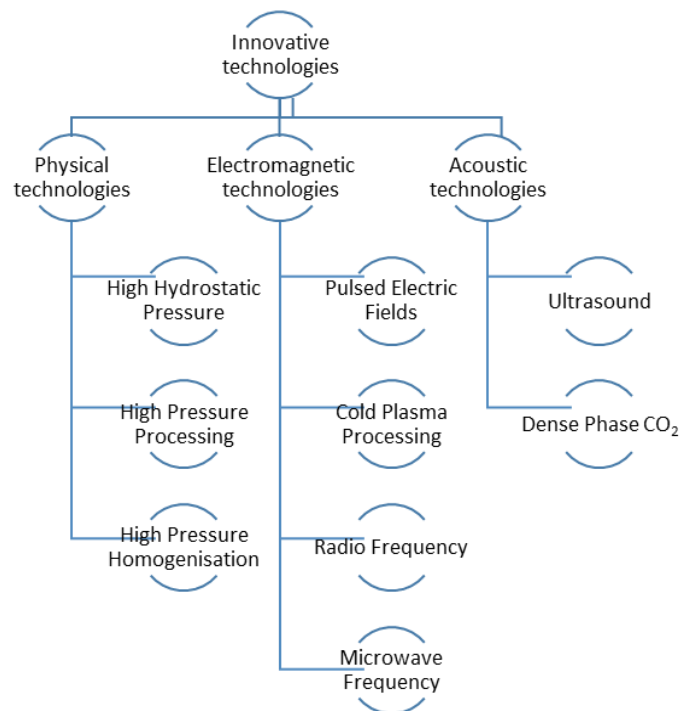 Innovative
technologies
Physical
technologies
Electromagnetic
technologies
Acoustic
technologies
High Hydrostatic
Pressure
Pulsed Electric
Fields
Ultrasound
High Pressure
Processing
Cold Plasma
Processing
Dense Phase CO₂
High Pressure
Homogenisation
Radio Frequency
Microwave
Frequency